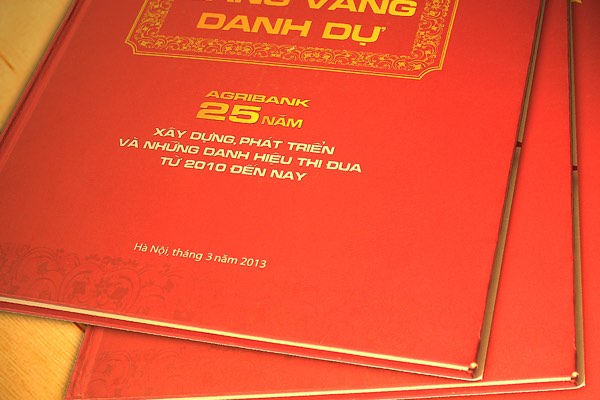 VÀNG
DANH DỰ
AGRIBANK
25 NĂM
XÂY DỰNG, PHÁT TRIỂN
VÀ NHỮNG DANH HIỆU THI ĐUA
TỪ 2010 ĐẾN NAY
Hà Nội, tháng 3 năm 2013